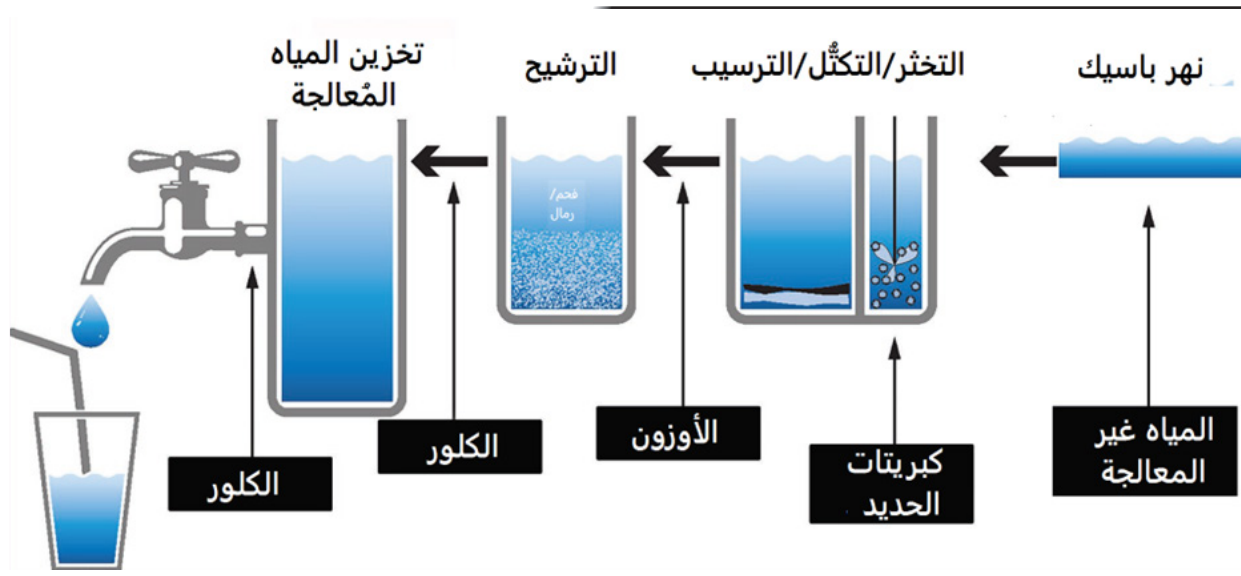 نهر باسيك
التخثر/التكتُّل/الترسيب
الترشيح
تخزين المياه
المُعالجة
فحم/
رمال
المياه غير
المعالجة
كبريتات
الحديد
الأوزون
الكلور
الكلور